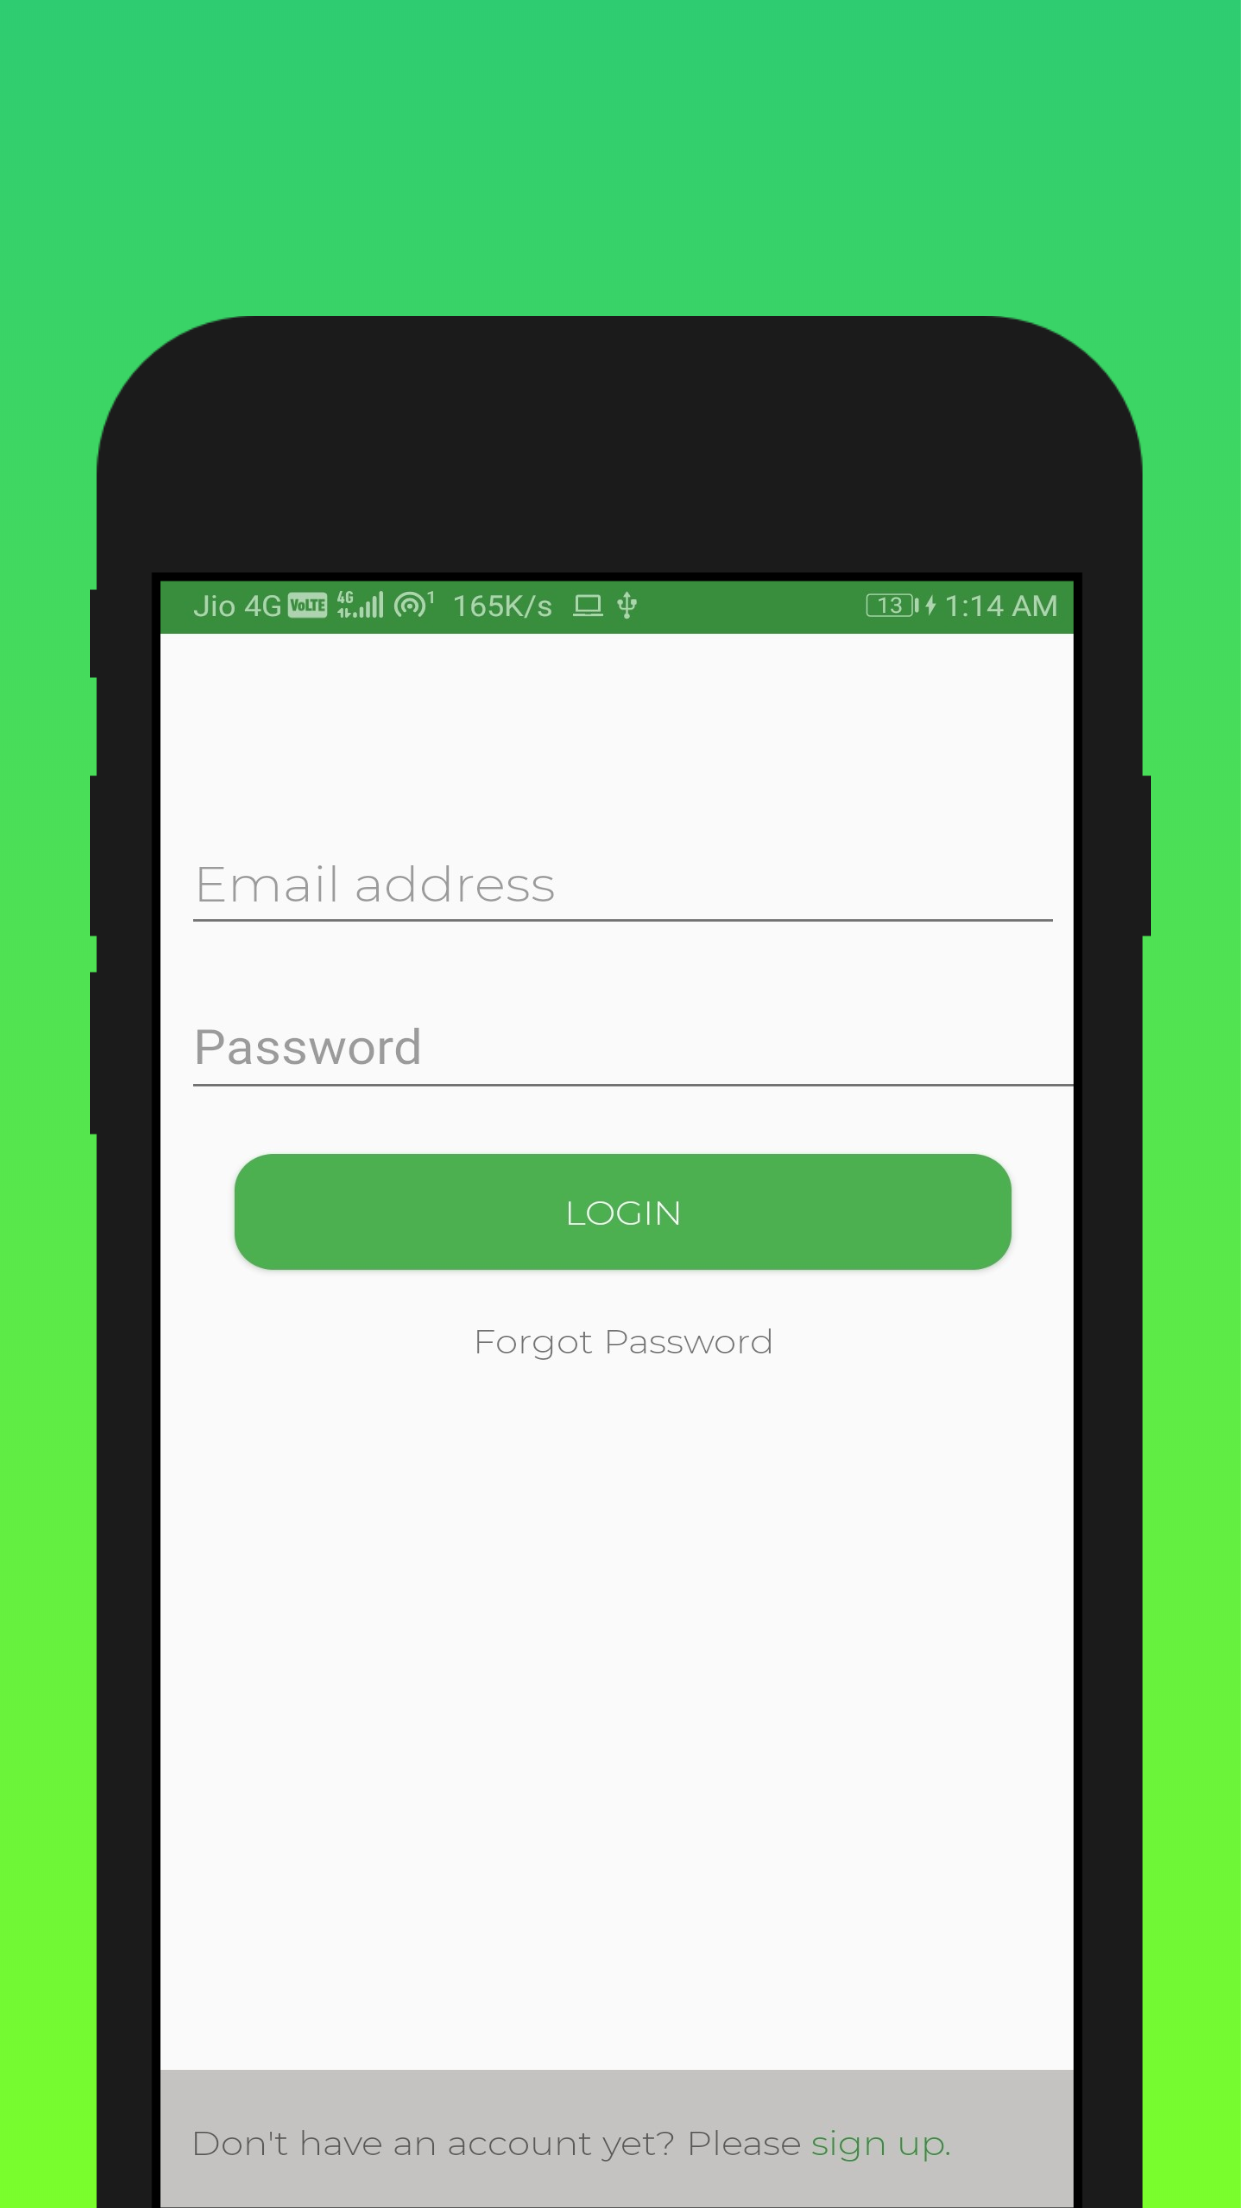 Jio 4G VoLTE 4G 1 165K/s 13 1:14 AM
Email address
Password
LOGIN
Forgot Password
Don't have an account yet? Please sign up.